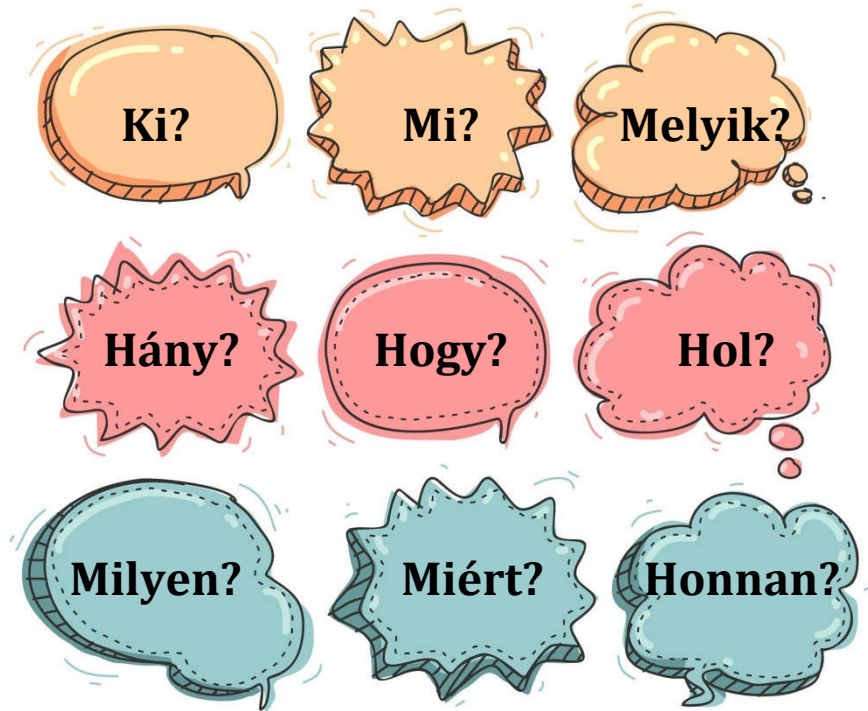 Ki?
Mi?
Melyik?
Hány?
Hogy?
Hol?
Milyen?
Miért?
Honnan?